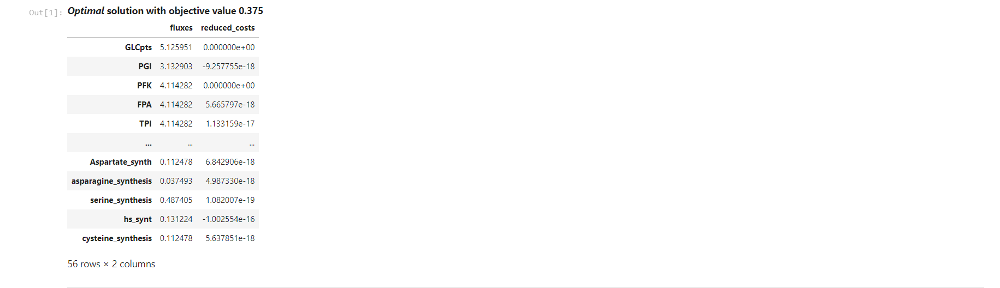 Out[1]: Optimal solution with objective value 0.375
fluxes reduced_costs
GLCpts 5.125951 0.000000e+00
PGI 3.132903 -9.257755e-18
PFK 4.114282 0.000000e+00
FPA 4.114282 5.665797e-18
TPI 4.114282 1.133159e-17
... ... ...
Aspartate_synth 0.112478 6.842906e-18
asparagine_synthesis 0.037493 4.987330e-18
serine_synthesis 0.487405 1.082007e-19
hs_synt 0.131224 -1.002554e-16
cysteine_synthesis 0.112478 5.637851e-18
56 rows × 2 columns